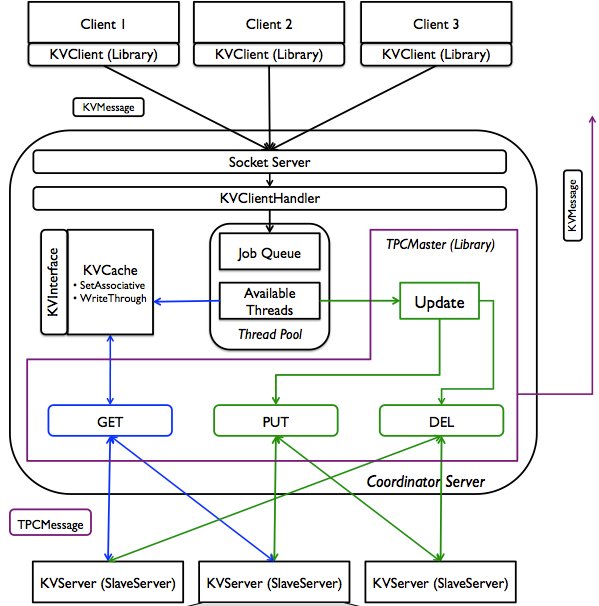 Client 1
Client 2
Client 3
KVClient (Library)
KVClient (Library)
KVClient (Library)
KVMessage
Socket Server
KVClientHandler
KVMessage
Job Queue
TPCMaster (Library)
KVInterface
KVCache
• SetAssociative
• WriteThrough
Available
Threads
Update
Thread Pool
GET
PUT
DEL
Coordinator Server
TPCMessage
KVServer (SlaveServer)
KVServer (SlaveServer)
KVServer (SlaveServer)